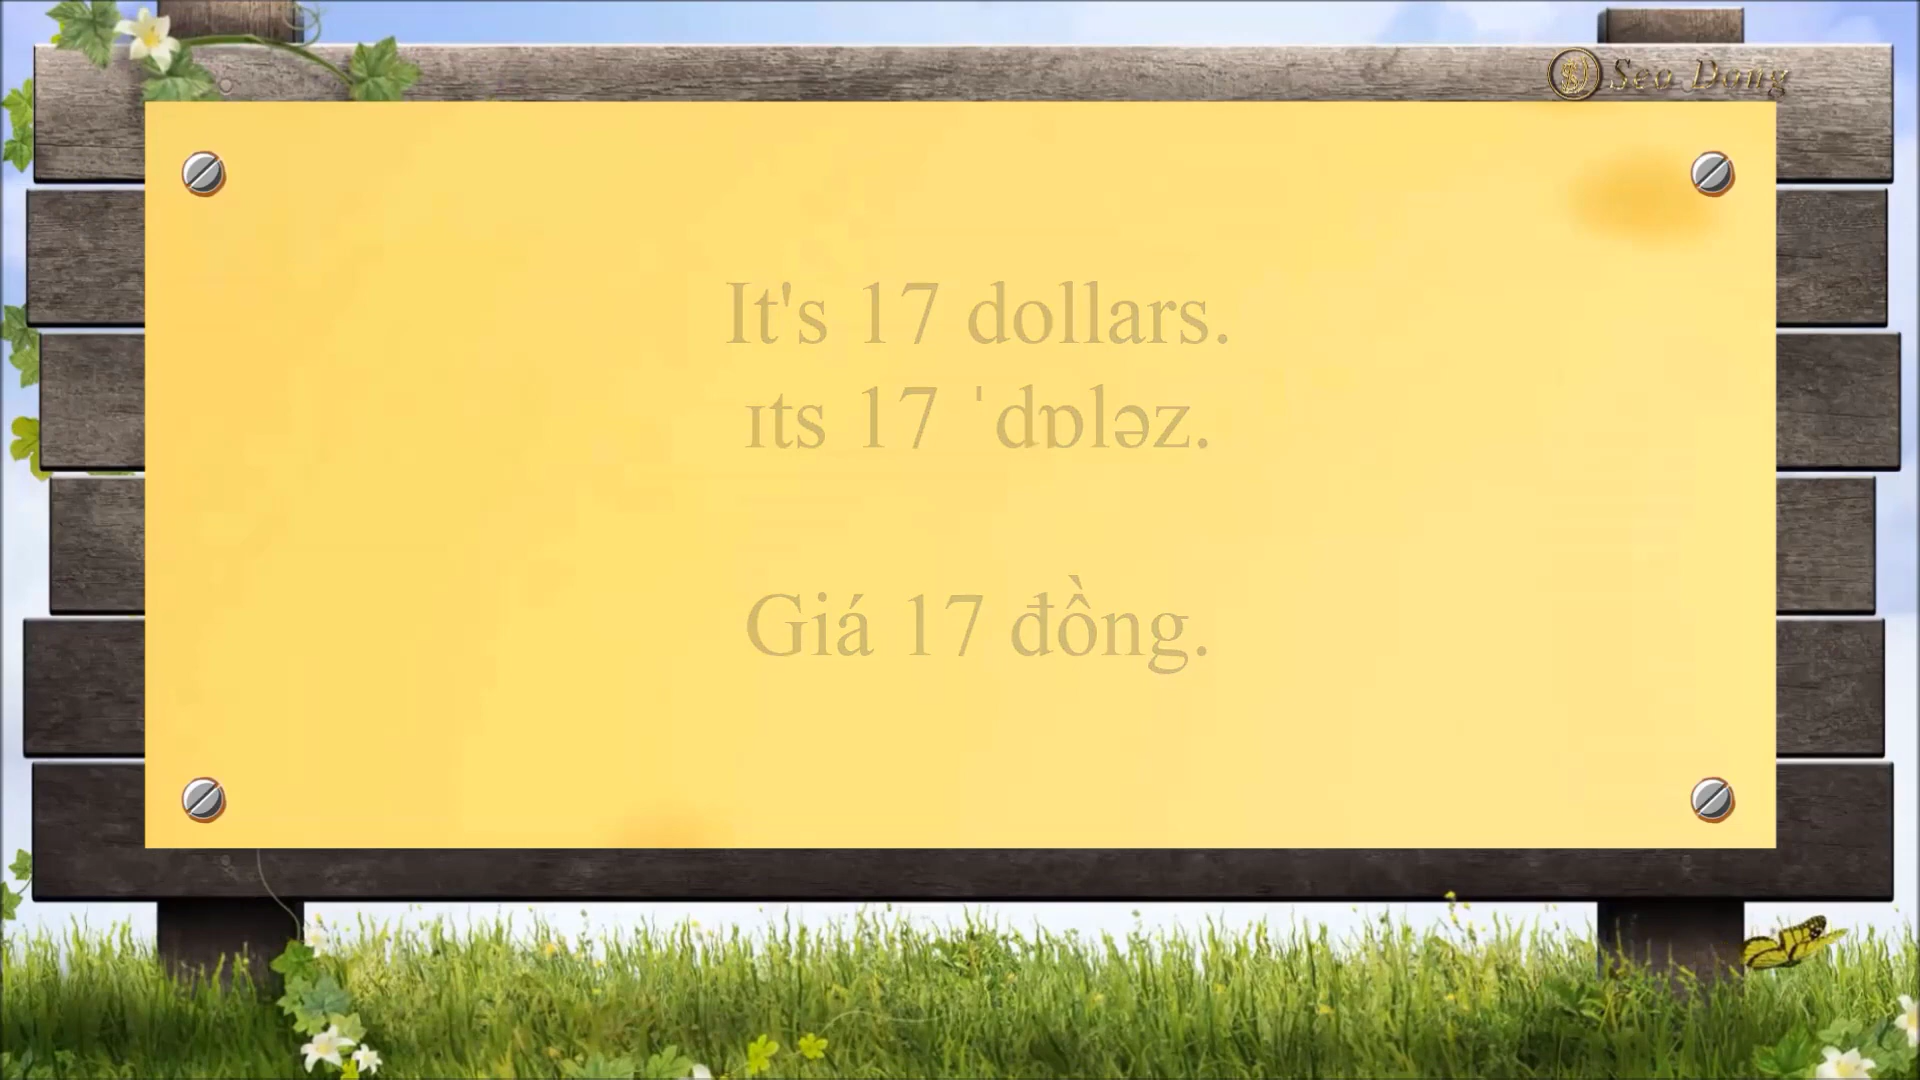 Seo Dong
It's 17 dollars.
ɪts 17 ˈdɒləz.
Giá 17 đồng.